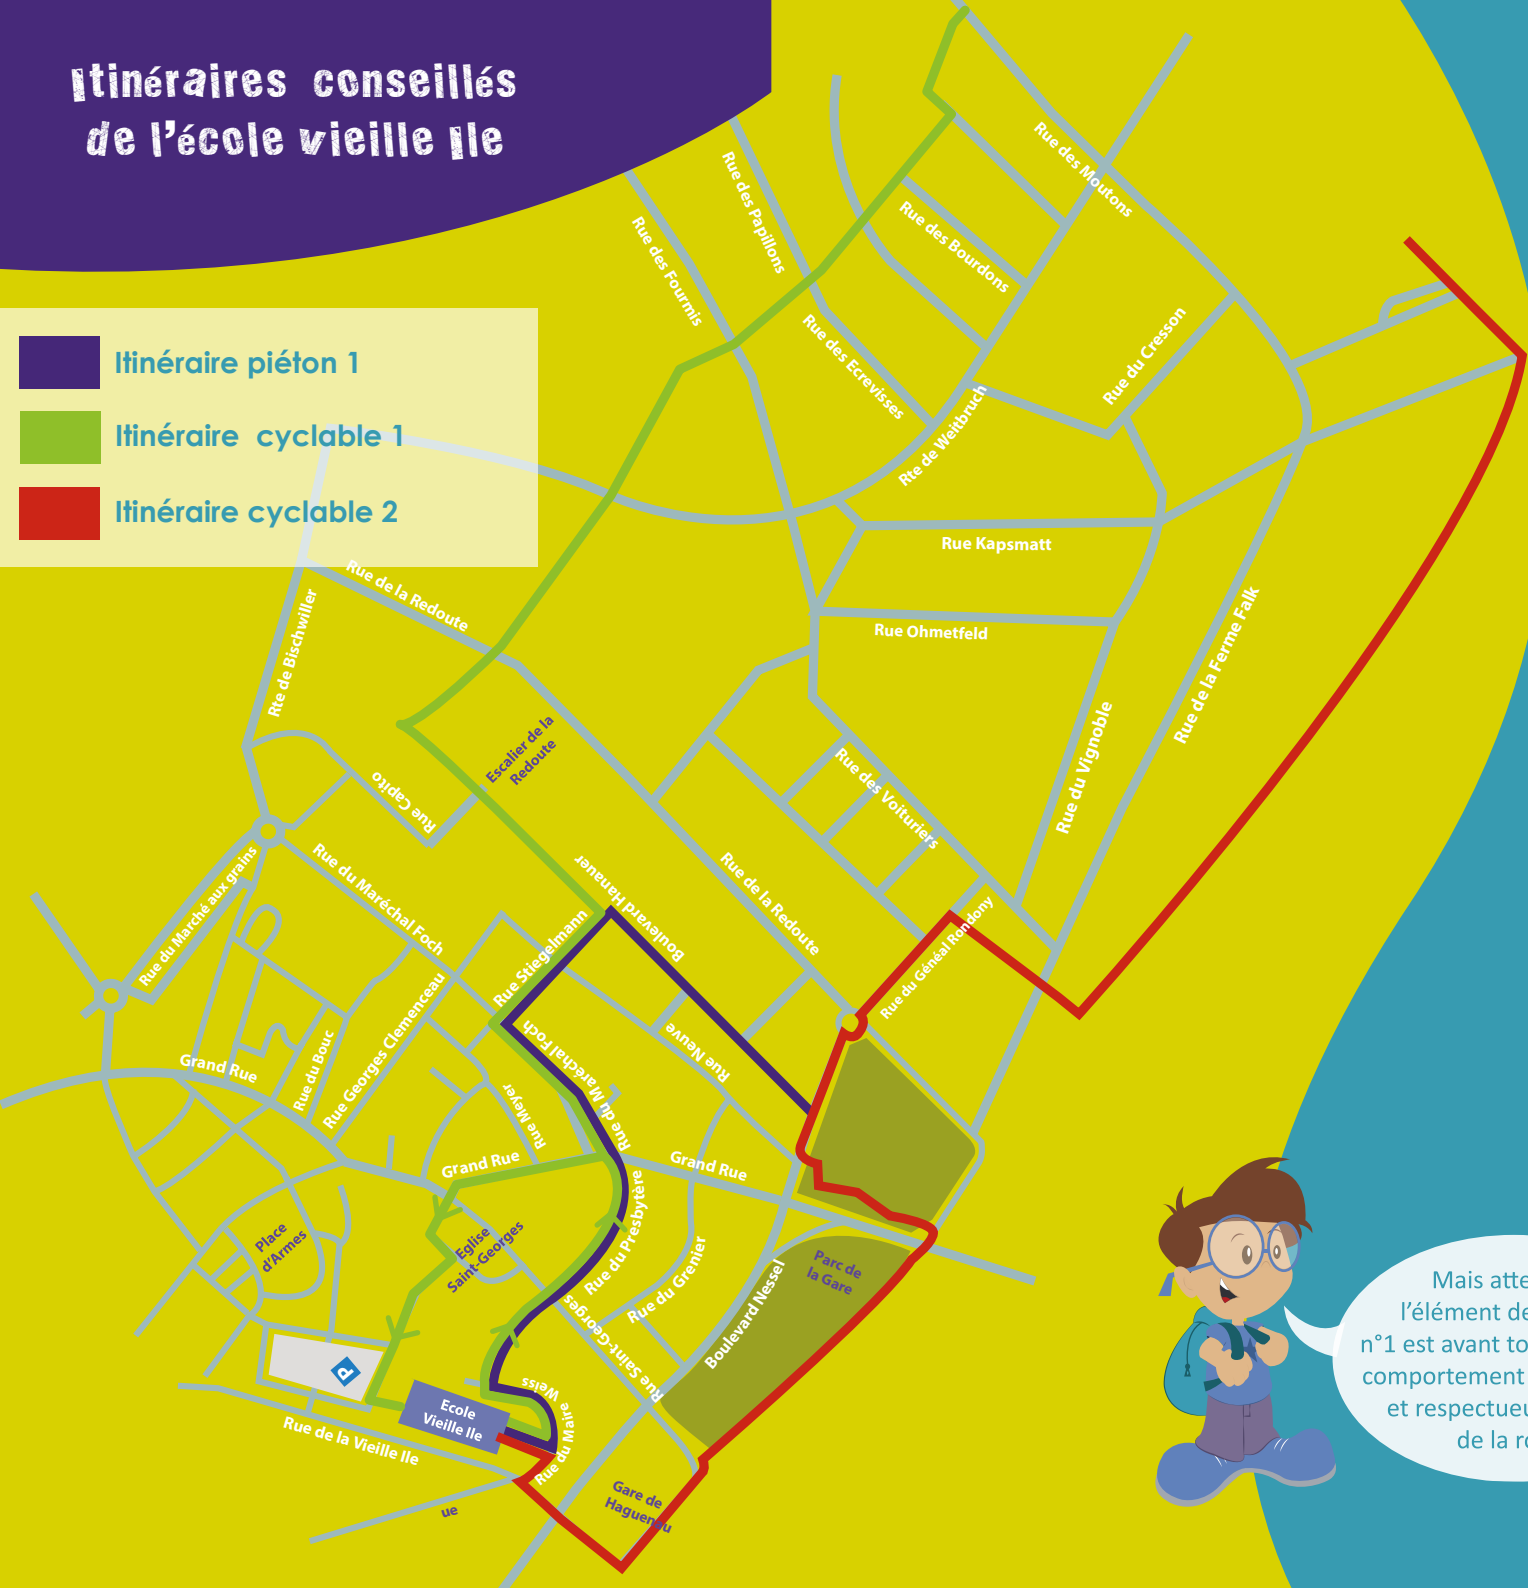 Itinéraires conseillés
de l'école vieille Ile
Itinéraire piéton 1
Itinéraire cyclable 1
Itinéraire cyclable 2
Rue des Moutons
Rue des Papillons
Rue des Fourmis
Rue des Bourdons
Rue des Ecrevisses
Rue du Cresson
Rte de Weitbruch
Rue Kapsmatt
Rue de la Redoute
Rte de Bischwiller
Rue Ohmetfeld
Rue de la Ferme Falk
Rue du Vignoble
Escalier de la
Redoute
Rue Capito
Rue des Voituriers
Rue du Maréchal Foch
Rue du Marché aux grains
Boulevard Hanauer
Rue de la Redoute
Rue Stiegelmann
Rue du Généal Rondony
Rue Georges Clemenceau
Rue du Maréchal Foch
Rue Neuve
Grand Rue
Rue du Bouc
Rue Meyer
Grand Rue
Grand Rue
Rue du Presbytère
Place
d'Armes
Eglise
Saint-Georges
Rue du Grenier
Parc de
la Gare
Boulevard Nessel
Rue Saint-Georges
P
Weiss
Rue du Maire
Ecole
Vieille Ile
Rue de la Vieille Ile
Gare de
Haguenau
ue
Mais atte
l'élément de
n°1 est avant to
comportement
et respectueu
de la ro